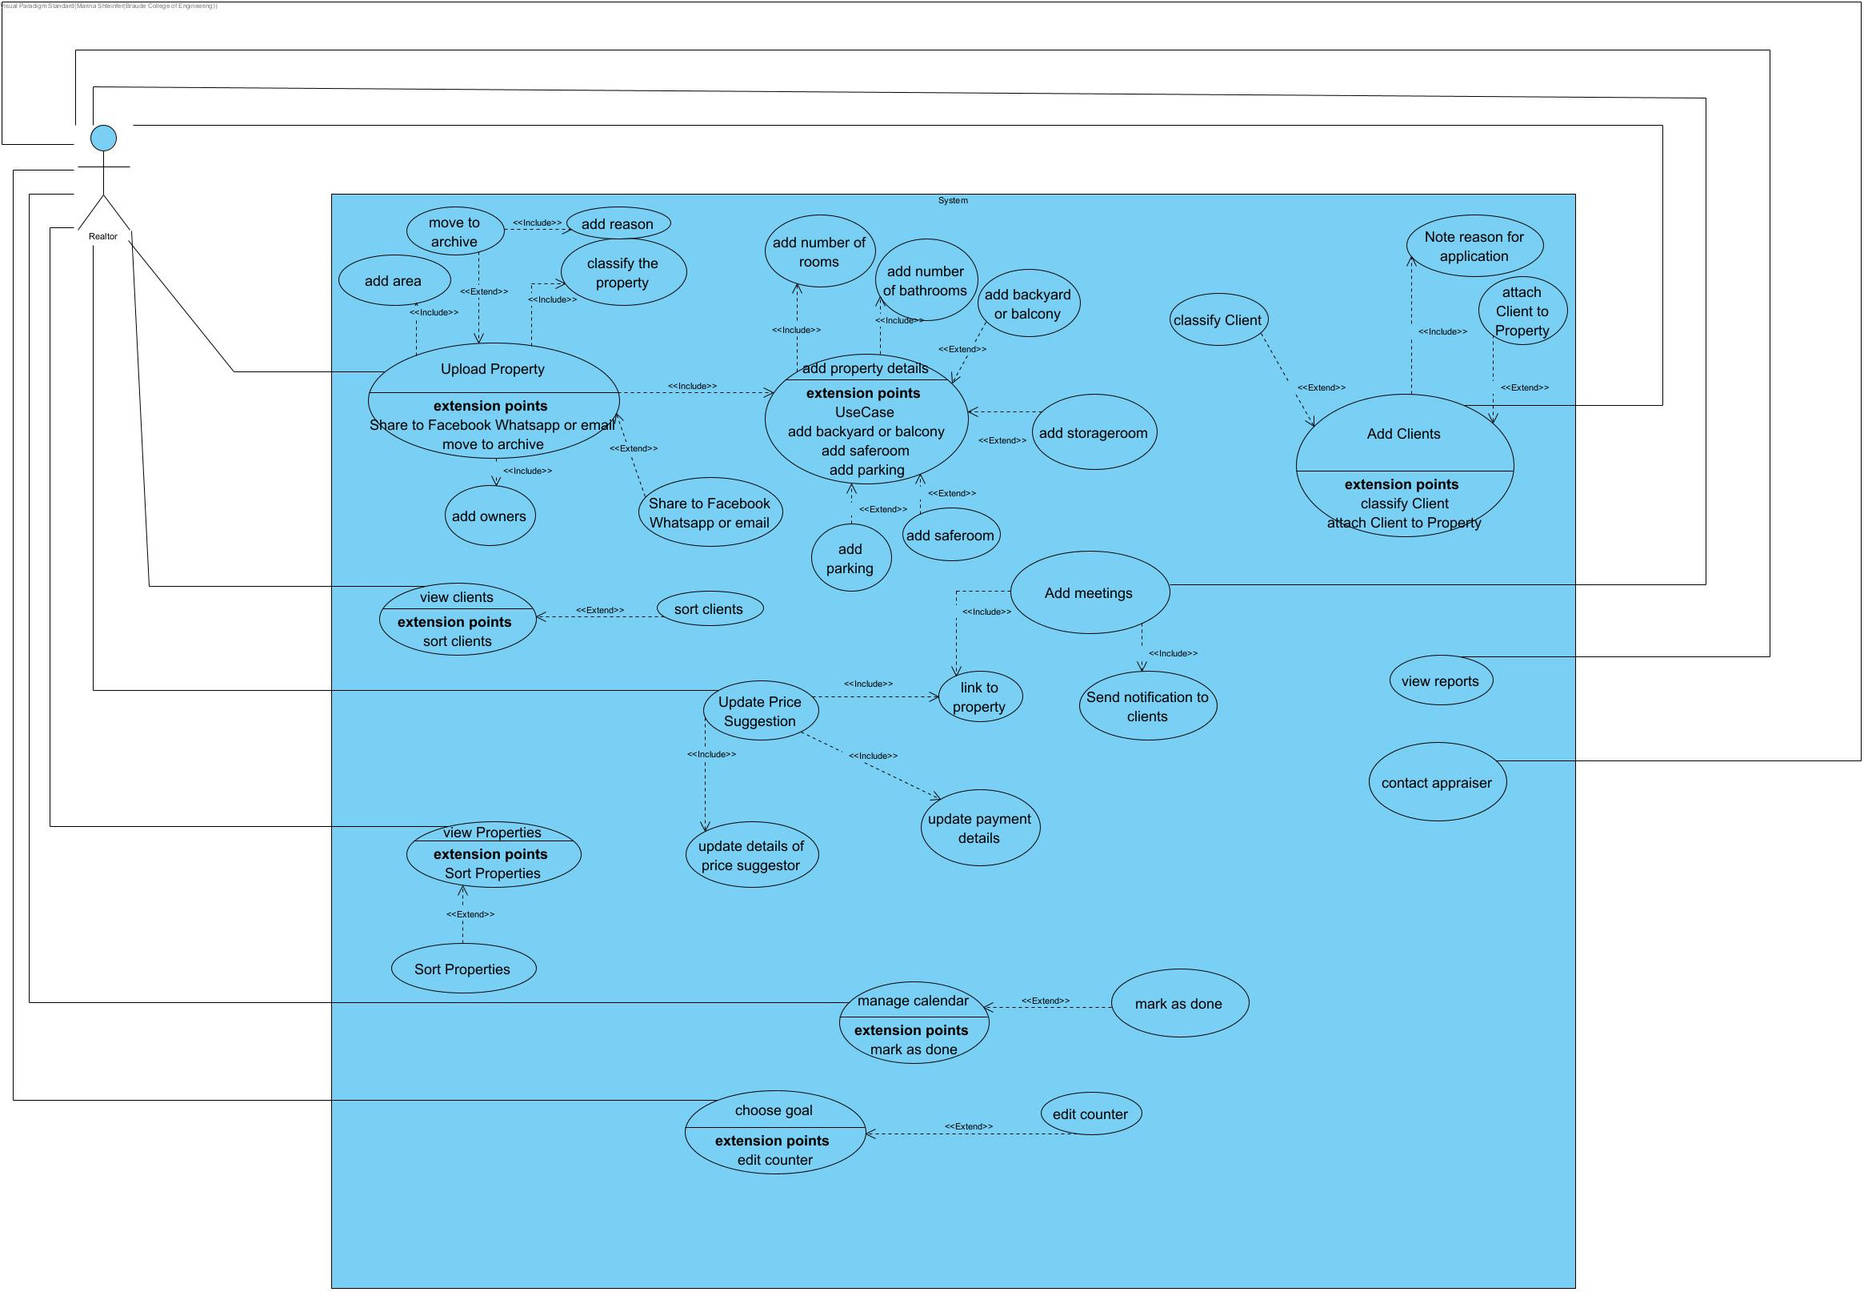 Visual Paradigm Standard(Marina Shteinfer(Braude College of Engineering))
Realtor
System
move to
archive
<<Include>>
add reason
add area
<<Include>>
<<Extend>>
classify the
property
<<Include>>
Upload Property
extension points
Share to Facebook Whatsapp or email
move to archive
<<Include>>
<<Include>>
add owners
<<Extend>>
Share to Facebook
Whatsapp or email
add number of
rooms
<<Include>>
add number
of bathrooms
<<Include>>
add backyard
or balcony
<<Extend>>
add property details
extension points
UseCase
add backyard or balcony
add saferoom
add parking
add storageroom
<<Extend>>
<<Extend>>
add saferoom
<<Extend>>
add
parking
Note reason for
application
<<Include>>
classify Client
<<Extend>>
attach
Client to
Property
<<Extend>>
Add Clients
extension points
classify Client
attach Client to Property
view clients
extension points
sort clients
<<Extend>>
sort clients
Add meetings
<<Include>>
<<Include>>
link to
property
Send notification to
clients
view reports
contact appraiser
Update Price
Suggestion
<<Include>>
<<Include>>
<<Include>>
update details of
price suggestor
update payment
details
view Properties
extension points
Sort Properties
<<Extend>>
Sort Properties
manage calendar
extension points
mark as done
<<Extend>>
mark as done
choose goal
extension points
edit counter
<<Extend>>
edit counter